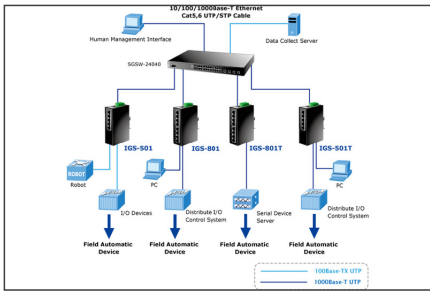 10/100/1000Base-T Ethernet
Cat5,6 UTP/STP Cable
Human Management Interface
Data Collect Server
SGSW-24040
IGS-501
IGS-801
IGS-801T
IGS-501T
ROBOT
Robot
PC
PC
I/O Devices
Distribute I/O
Control System
Serial Device
Server
Distribute I/O
Control System
Field Automatic
Device
Field Automatic
Device
Field Automatic
Device
Field Automatic
Device
100Base-TX UTP
1000Base-T UTP